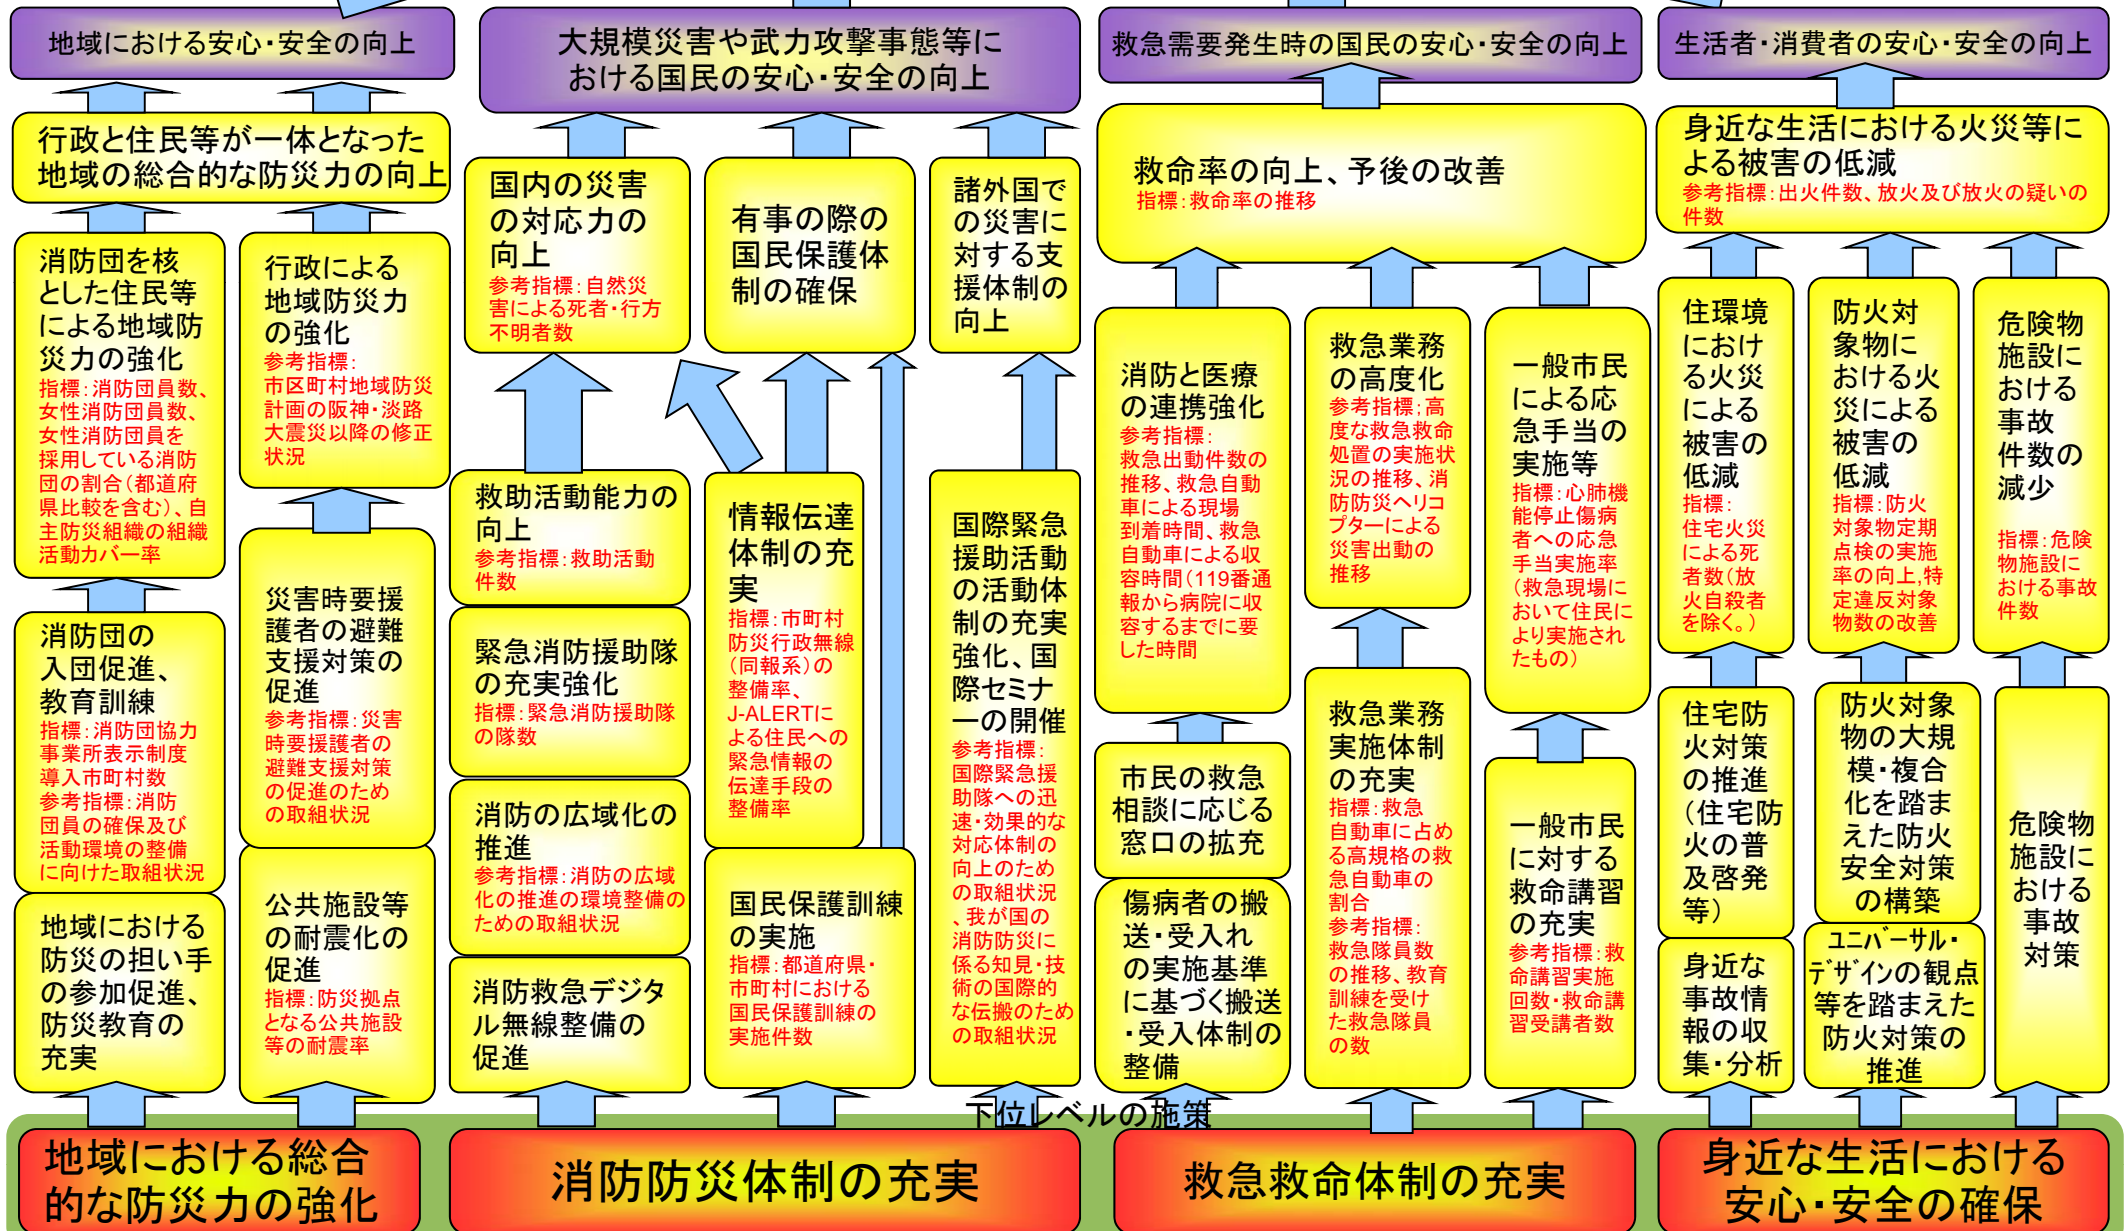 地域における安心・安全の向上
大規模災害や武力攻撃事態等に
おける国民の安心・安全の向上
救急需要発生時の国民の安心・安全の向上
生活者・消費者の安心・安全の向上
行政と住民等が一体となった
地域の総合的な防災力の向上
国内の災害
の対応力の
向上
参考指標:自然災
害による死者・行方
不明者数
有事の際の
国民保護体
制の確保
諸外国で
の災害に
対する支
援体制の
向上
救命率の向上、予後の改善
指標:救命率の推移
身近な生活における火災等に
よる被害の低減
参考指標:出火件数、放火及び放火の疑いの
件数
消防団を核
とした住民等
による地域防
災力の強化
指標:消防団員数、
女性消防団員数、
女性消防団員を
採用している消防
団の割合(都道府
県比較を含む)、自
主防災組織の組織
活動カバー率
行政による
地域防災力
の強化
参考指標:
市区町村地域防災
計画の阪神・淡路
大震災以降の修正
状況
消防と医療
の連携強化
参考指標:
救急出動件数の
推移、救急自動
車による現場
到着時間、救急
自動車による収
容時間(119番通
報から病院に収
容するまでに要
した時間
救急業務
の高度化
参考指標;高
度な救急救命
処置の実施状
況の推移、消
防防災ヘリコ
プターによる
災害出動の
推移
一般市民
による応
急手当の
実施等
指標:心肺機
能停止傷病
者への応急
手当実施率
(救急現場に
おいて住民に
より実施され
たもの)
住環境
におけ
る火災
による
被害の
低減
指標:
住宅火災
による死
者数(放
火自殺者
を除く。)
防火対
象物に
おける火
災による
被害の
低減
指標:防火
対象物定期
点検の実施
率の向上,特
定違反対象
物数の改善
危険物
施設に
おける
事故
件数の
減少
指標:危険
物施設に
おける事故
件数
消防団の
入団促進、
教育訓練
指標:消防団協力
事業所表示制度
導入市町村数
参考指標:消防
団員の確保及び
活動環境の整備
に向けた取組状況
災害時要援
護者の避難
支援対策の
促進
参考指標:災害
時要援護者の
避難支援対策
の促進のため
の取組状況
救助活動能力の
向上
参考指標:救助活動
件数
緊急消防援助隊
の充実強化
指標:緊急消防援助隊
の隊数
消防の広域化の
推進
参考指標:消防の広域
化の推進の環境整備の
ための取組状況
消防救急デジタ
ル無線整備の
促進
情報伝達
体制の充
実
指標:市町村
防災行政無線
(同報系)の
整備率、
J-ALERTに
よる住民への
緊急情報の
伝達手段の
整備率
国民保護訓練
の実施
指標:都道府県・
市町村における
国民保護訓練の
実施件数
国際緊急
援助活動
の活動体
制の充実
強化、国
際セミナ
ーの開催
参考指標:
国際緊急援
助隊への迅
速・効果的な
対応体制の
向上のため
の取組状況
、我が国の
消防防災に
係る知見・技
術の国際的
な伝搬のため
の取組状況
市民の救急
相談に応じる
窓口の拡充
傷病者の搬
送・受入れ
の実施基準
に基づく搬送
・受入体制の
整備
救急業務
実施体制
の充実
指標:救急
自動車に占め
る高規格の救
急自動車の
割合
参考指標:
救急隊員数
の推移、教育
訓練を受け
た救急隊員
の数
一般市民
に対する
救命講習
の充実
参考指標:救
命講習実施
回数・救命講
習受講者数
住宅防
火対策
の推進
(住宅防
火の普
及啓発
等)
身近な
事故情
報の収
集・分析
防火対象
物の大規
模・複合
化を踏ま
えた防火
安全対策
の構築
ユニバーサル・
デザインの観点
等を踏まえた
防火対策の
推進
危険物
施設に
おける
事故
対策
地域における
防災の担い手
の参加促進、
防災教育の
充実
公共施設等
の耐震化の
促進
指標:防災拠点
となる公共施設
等の耐震率
下位レベルの施策
地域における総合
的な防災力の強化
消防防災体制の充実
救急救命体制の充実
身近な生活における
安心・安全の確保